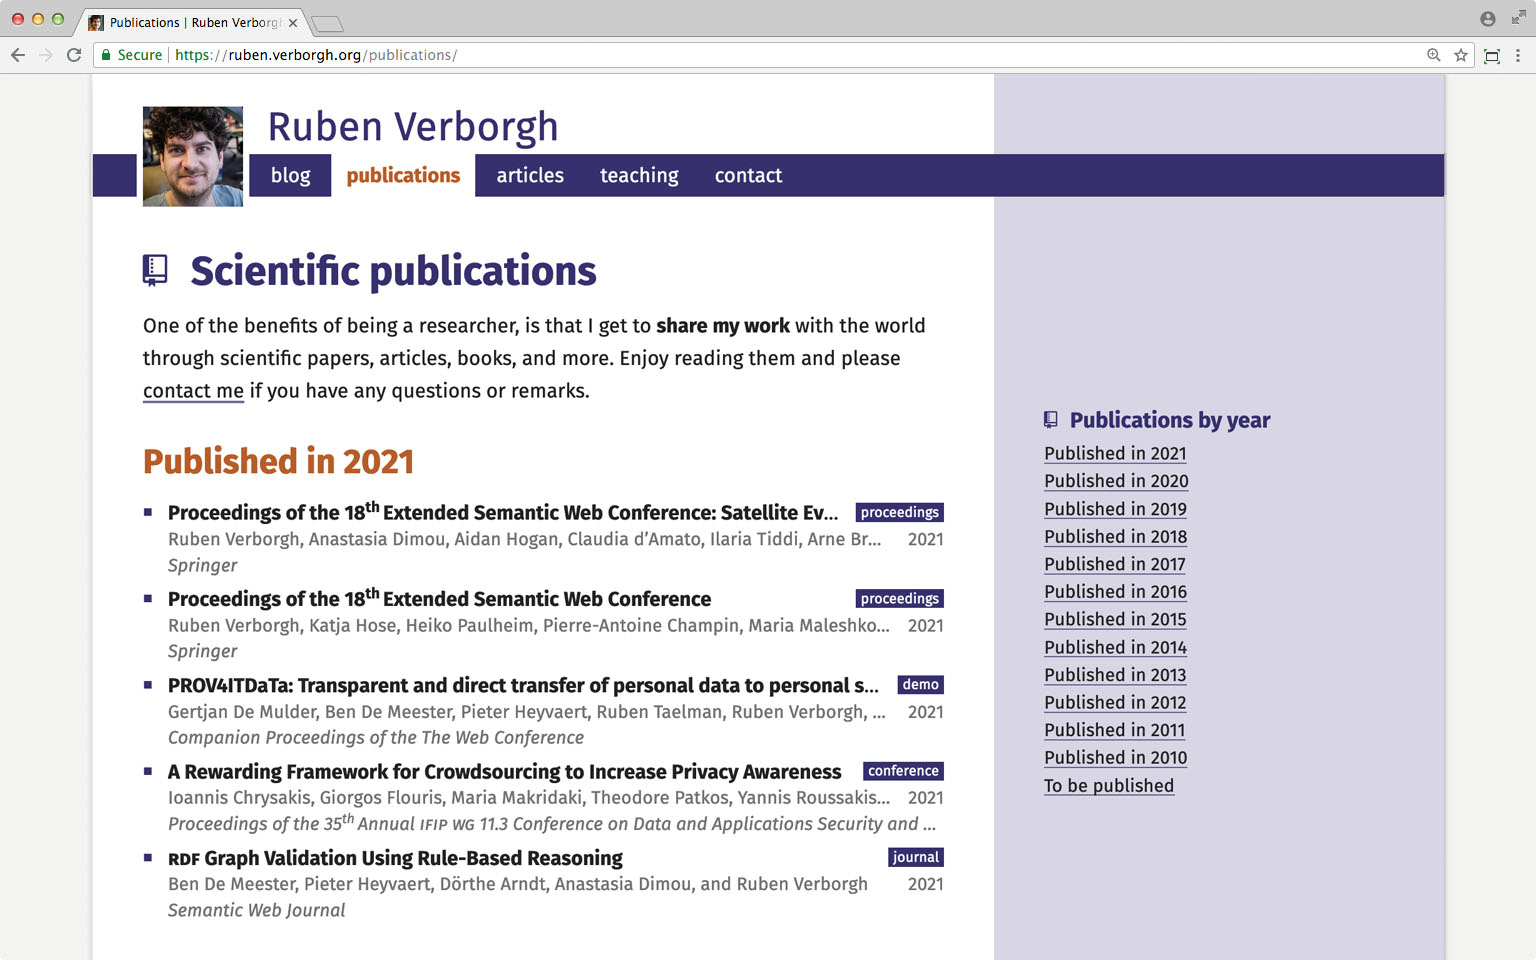 Publications | Ruben Verborg
Secure https://ruben.verborgh.org/publications/
Ruben Verborgh
blog publications articles teaching contact
Scientific publications
One of the benefits of being a researcher, is that I get to share my work with the world
through scientific papers, articles, books, and more. Enjoy reading them and please
contact me if you have any questions or remarks.
Published in 2021
Proceedings of the 18th Extended Semantic Web Conference: Satellite Ev... proceedings
Ruben Verborgh, Anastasia Dimou, Aidan Hogan, Claudia d’Amato, Ilaria Tiddi, Arne Br... 2021
Springer
Proceedings of the 18th Extended Semantic Web Conference proceedings
Ruben Verborgh, Katja Hose, Heiko Paulheim, Pierre-Antoine Champin, Maria Maleshko... 2021
Springer
PROV4ITDaTa: Transparent and direct transfer of personal data to personal s... demo
Gertjan De Mulder, Ben De Meester, Pieter Heyvaert, Ruben Taelman, Ruben Verborgh, ... 2021
Companion Proceedings of the The Web Conference
A Rewarding Framework for Crowdsourcing to Increase Privacy Awareness conference
Ioannis Chrysakis, Giorgos Flouris, Maria Makridaki, Theodore Patkos, Yannis Roussakis... 2021
Proceedings of the 35th Annual IFIP WG 11.3 Conference on Data and Applications Security and ...
RDF Graph Validation Using Rule-Based Reasoning journal
Ben De Meester, Pieter Heyvaert, Dörthe Arndt, Anastasia Dimou, and Ruben Verborgh 2021
Semantic Web Journal
Publications by year
Published in 2021
Published in 2020
Published in 2019
Published in 2018
Published in 2017
Published in 2016
Published in 2015
Published in 2014
Published in 2013
Published in 2012
Published in 2011
Published in 2010
To be published